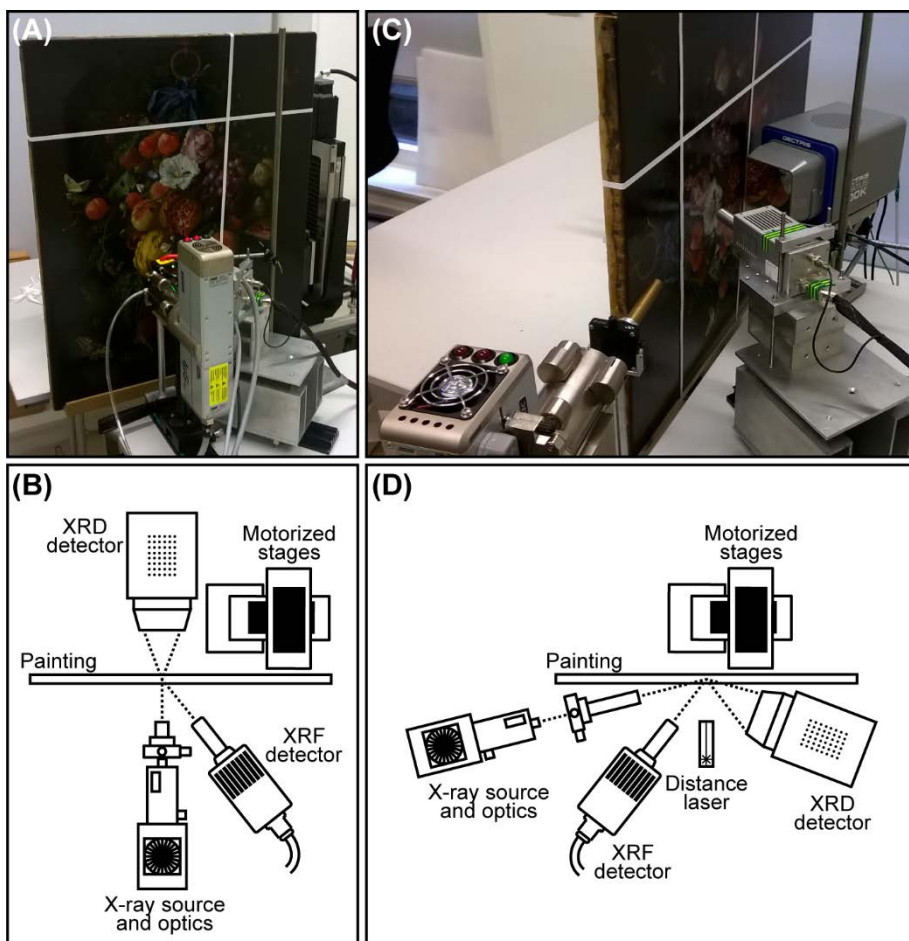 (A)
(C)
DECTRIS
(B)
XRD
detector
Motorized
stages
Painting
XRF
detector
X-ray source
and optics
(D)
Motorized
stages
Painting
X-ray source
and optics
Distance
laser
XRD
detector
XRF
detector